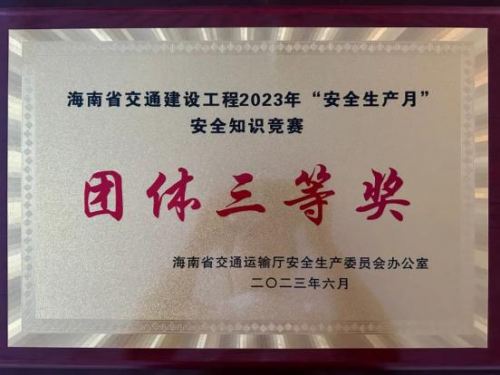 海南省交通建设工程2023年“安全生产月”
安全知识竞赛
团体三等奖
海南省交通运输厅安全生产委员会办公室
二〇二三年六月